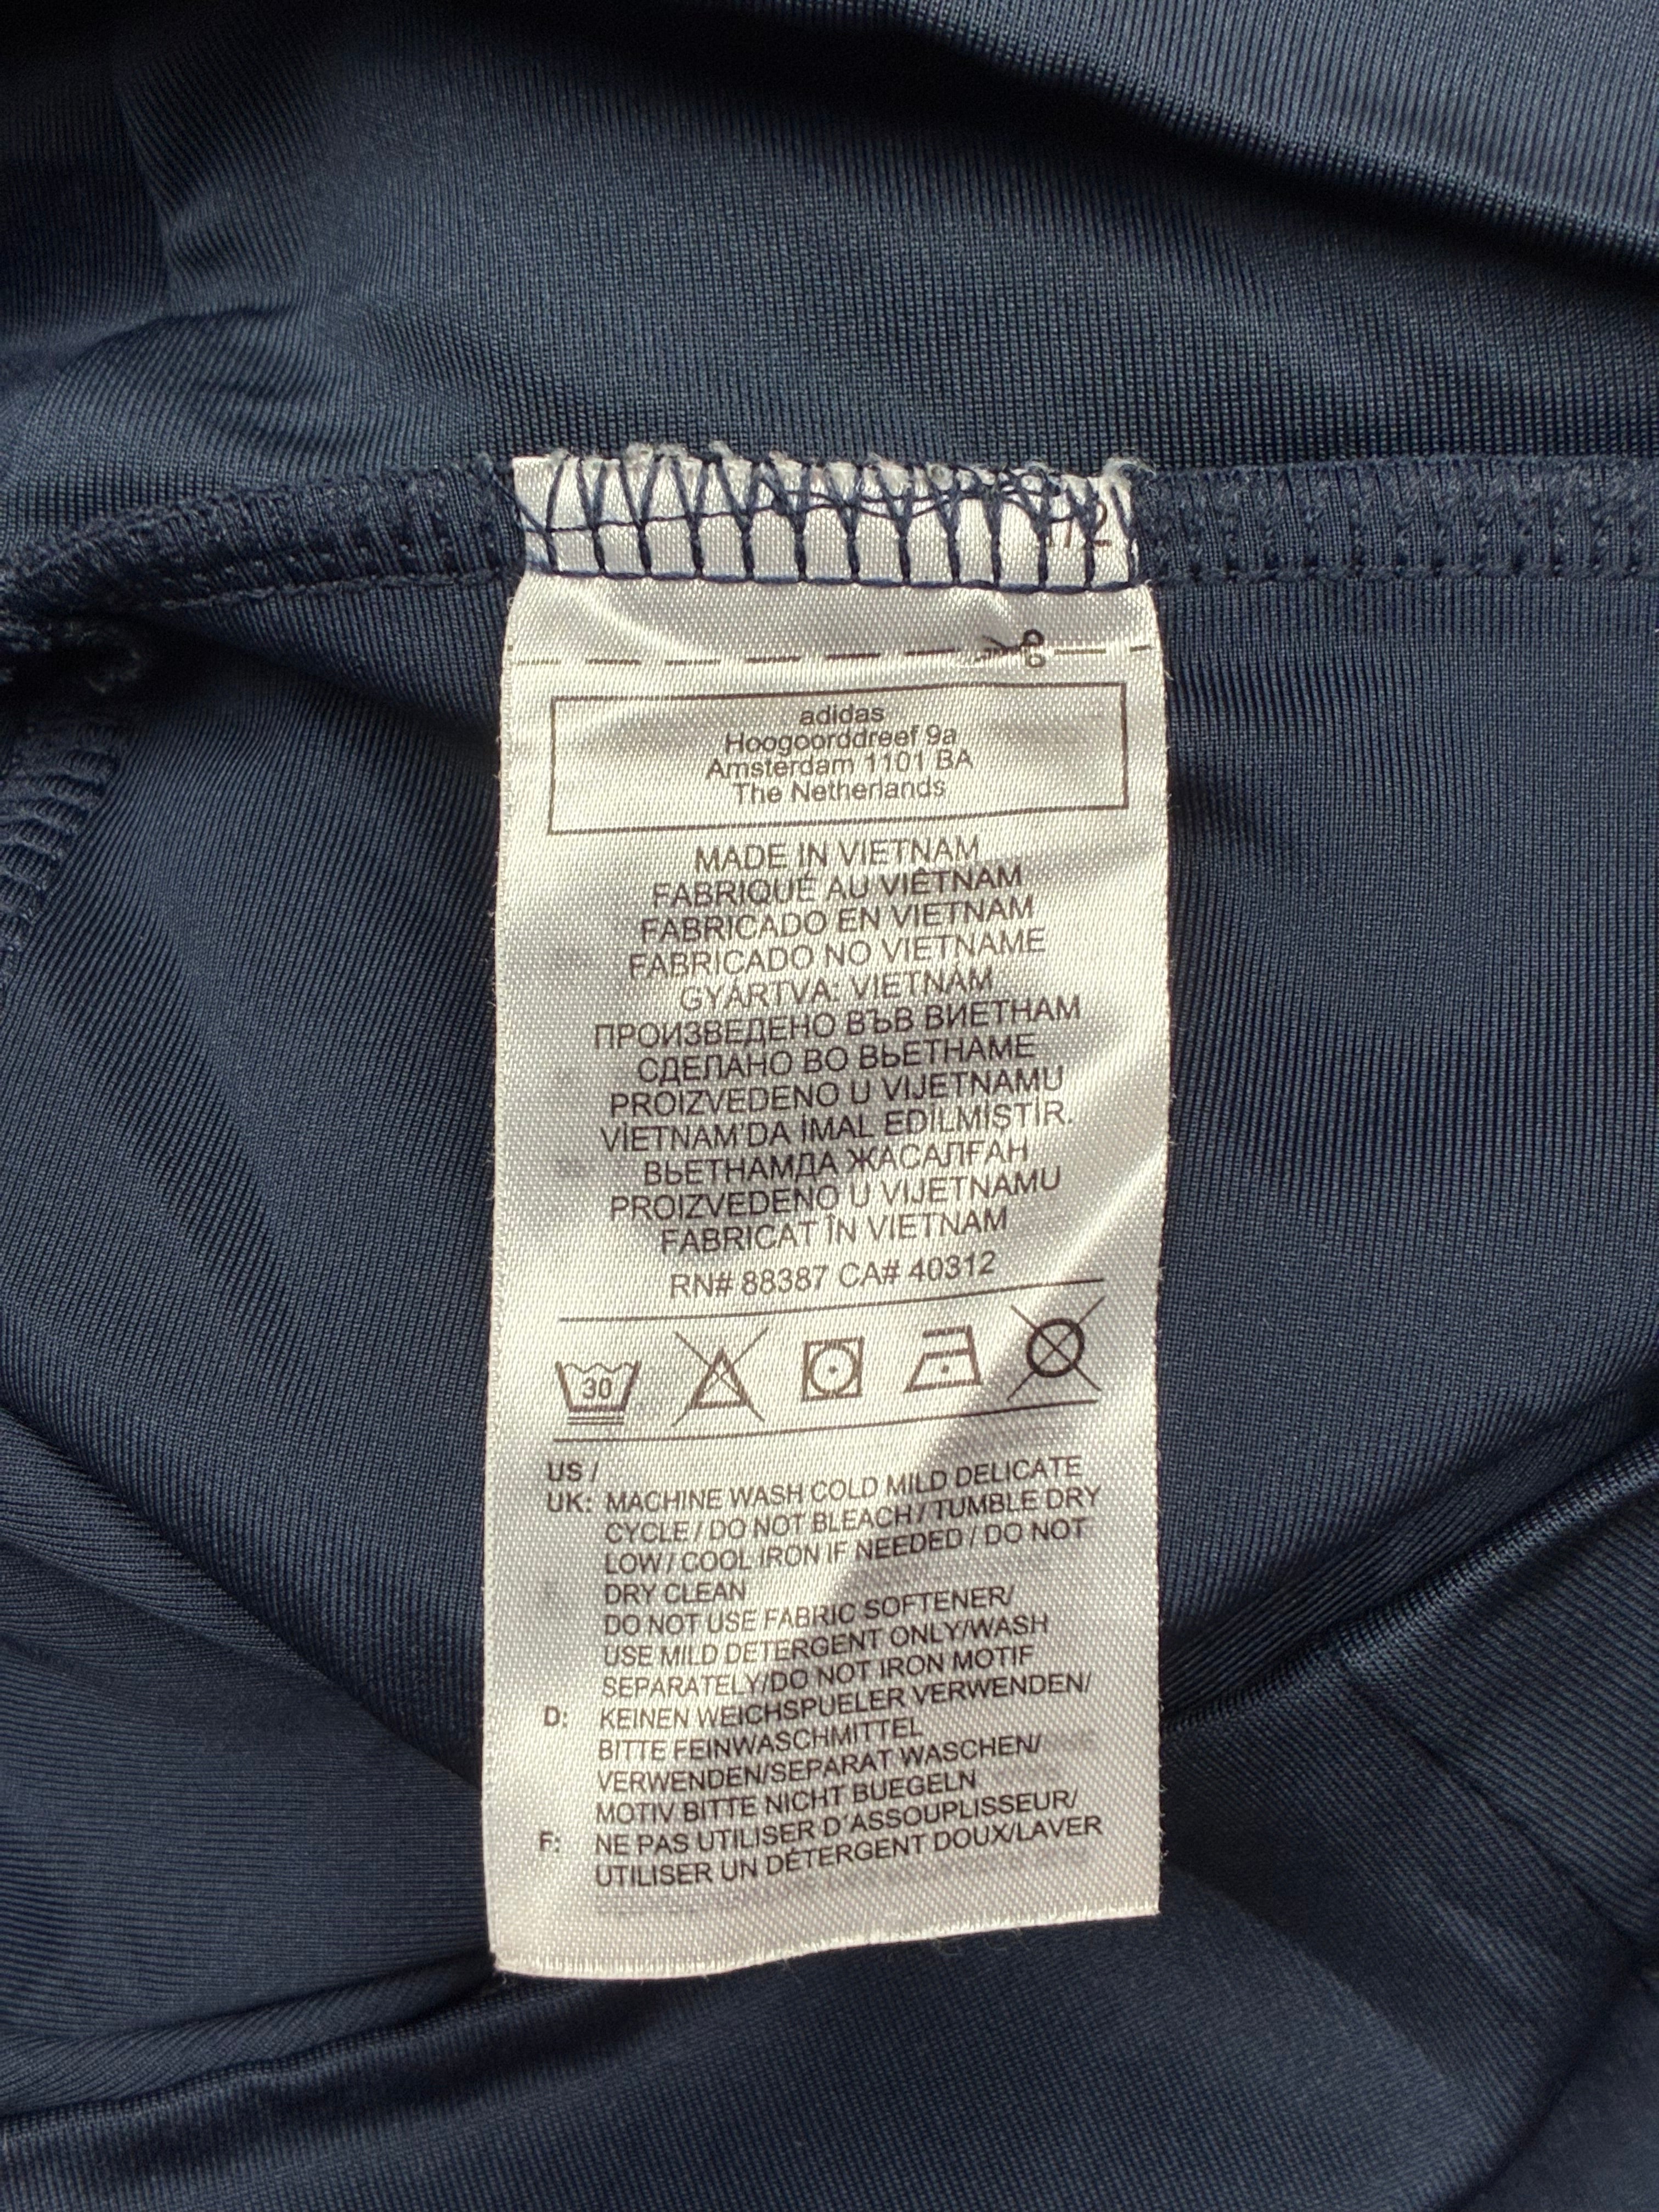 adidas
Hoogoorddreef 9a
Amsterdam 1101 BA
The Netherlands
MADE IN VIETNAM
FABRIQUÉ AU VIÊTNAM
FABRICADO EN VIETNAM
FABRICADO NO VIETNAME
GYÁRTVA: VIETNÁM
ПРОИЗВЕДЕНО ВЪВ ВИЕТНАМ
СДЕЛАНО ВО ВЬЕТНАМЕ
PROIZVEDENO U VIJETNAMU
VİETNAM'DA İMAL EDİLMİSTİR.
ВЬЕТНАМДА ЖАСАЛҒАН
PROIZVEDENO U VIJETNAMU
FABRICAT ÎN VIETNAM
RN# 88387 CA# 40312
30
US /
UK: MACHINE WASH COLD MILD DELICATE
CYCLE / DO NOT BLEACH / TUMBLE DRY
LOW / COOL IRON IF NEEDED / DO NOT
DRY CLEAN
DO NOT USE FABRIC SOFTENER/
USE MILD DETERGENT ONLY/WASH
SEPARATELY/DO NOT IRON MOTIF
D: KEINEN WEICHSPUELER VERWENDEN/
BITTE FEINWASCHMITTEL
VERWENDEN/SEPARAT WASCHEN/
MOTIV BITTE NICHT BUEGELN
F: NE PAS UTILISER D'ASSOUPLISSEUR/
UTILISER UN DÉTERGENT DOUX/LAVER